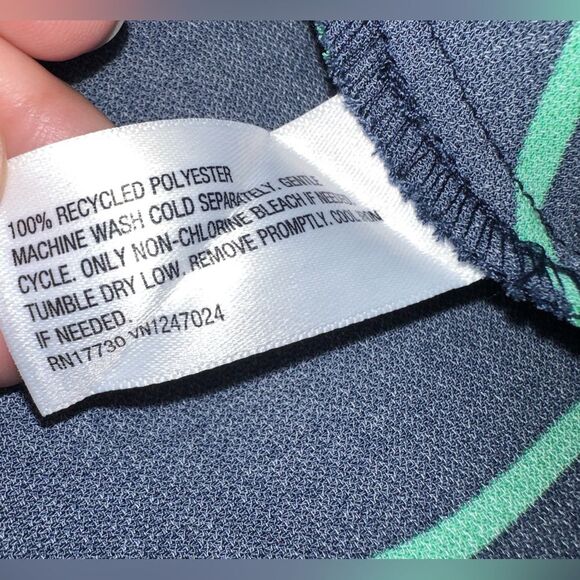 100% RECYCLED POLYESTER
MACHINE WASH COLD SEPARATELY. GENTLE
CYCLE. ONLY NON-CHLORINE BLEACH IF NEEDED.
TUMBLE DRY LOW. REMOVE PROMPTLY. COOL IRON
IF NEEDED.
RN17730 VN1247024